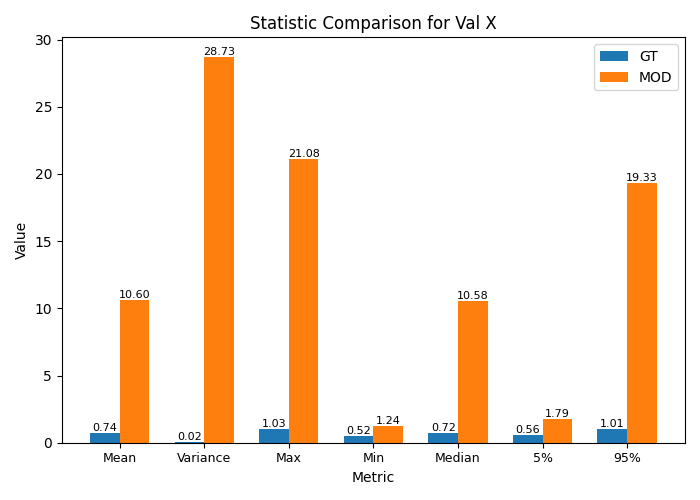 Statistic Comparison for Val X
GT
MOD
Value
30
25
20
15
10
5
0
0.74
10.60
0.02
28.73
1.03
21.08
0.52
1.24
0.72
10.58
0.56
1.79
1.01
19.33
Mean
Variance
Max
Min
Median
5%
95%
Metric